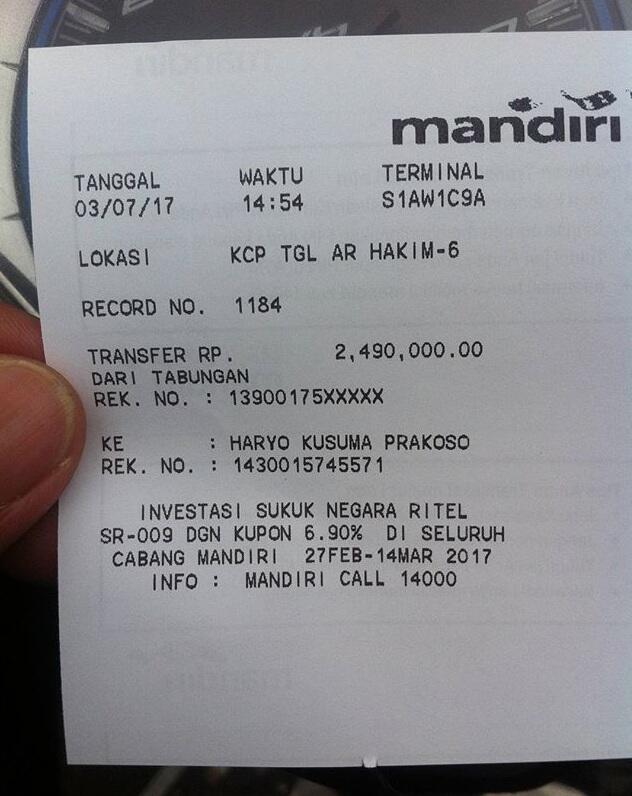 mandiri
TANGGAL WAKTU TERMINAL
03/07/17 14:54 S1AW1C9A
LOKASI KCP TGL AR HAKIM-6
RECORD NO. 1184
TRANSFER RP. 2,490,000.00
DARI TABUNGAN
REK. NO. : 13900175XXXXX
KE : HARYO KUSUMA PRAKOSO
REK. NO. : 1430015745571
INVESTASI SUKUK NEGARA RITEL
SR-009 DGN KUPON 6.90% DI SELURUH
CABANG MANDIRI 27FEB-14MAR 2017
INFO : MANDIRI CALL 14000